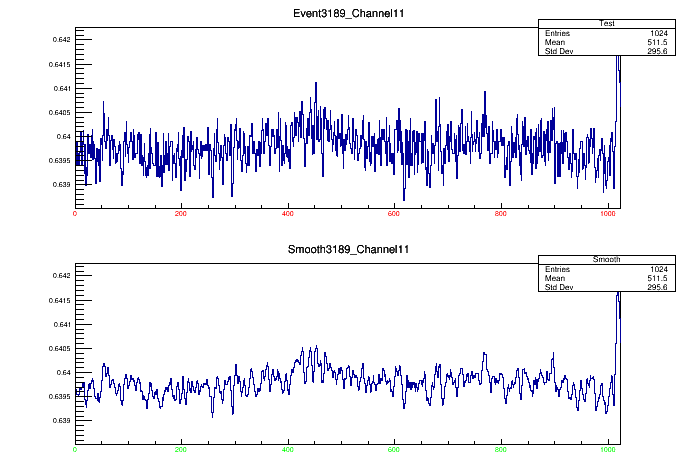 Event3189_Channel11
Test
Entries 1024
Mean 511.5
Std Dev 295.6
0.642
0.6415
0.641
0.6405
0.64
0.6395
0.639
0 200 400 600 800 1000
Smooth3189_Channel11
Smooth
Entries 1024
Mean 511.5
Std Dev 295.6
0.642
0.6415
0.641
0.6405
0.64
0.6395
0.639
0 200 400 600 800 1000